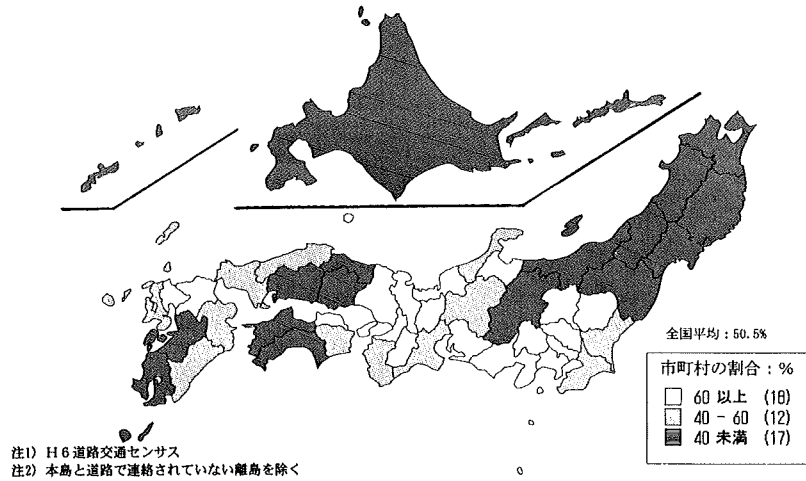 全国平均：50.5%
市町村の割合：%
60 以上 (18)
40 - 60 (12)
40 未満 (17)
注1) H6道路交通センサス
注2) 本島と道路で連絡されていない離島を除く